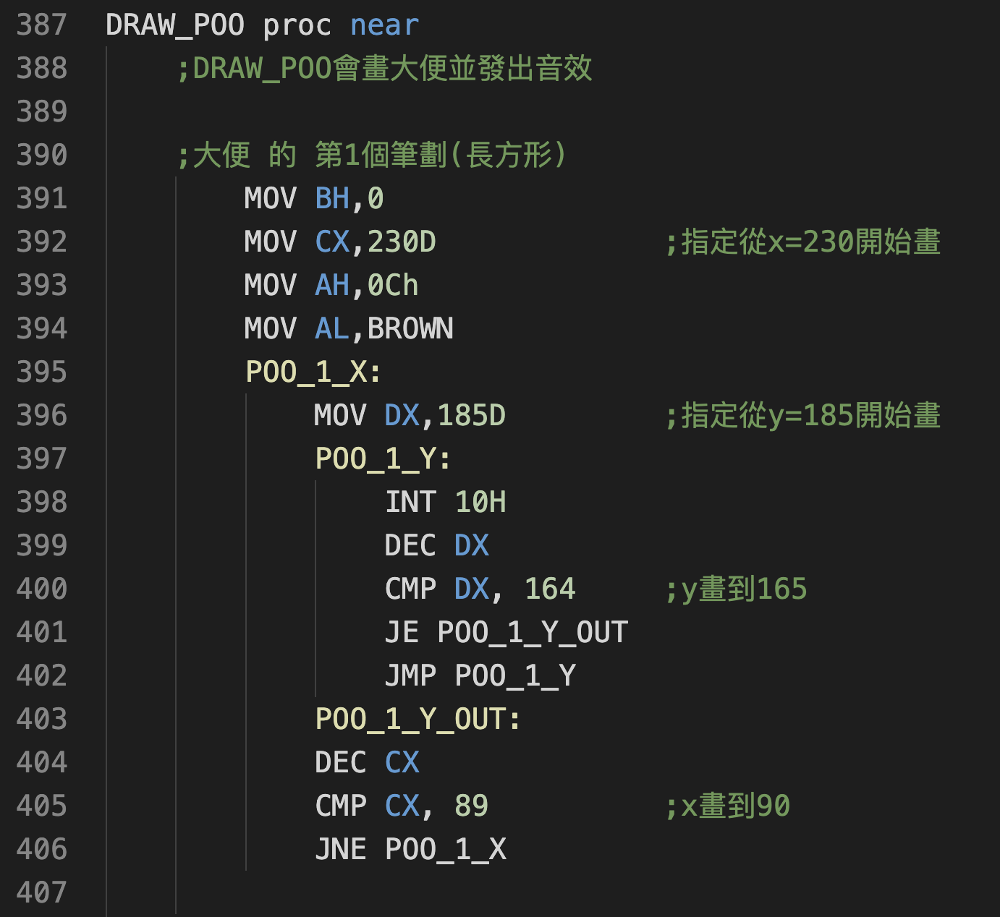 387 DRAW_POO proc near
388 ;DRAW_POO會畫大便並發出音效
389
390 ;大便 的 第1個筆劃(長方形)
391 MOV BH,0
392 MOV CX,230D ;指定從x=230開始畫
393 MOV AH,0Ch
394 MOV AL,BROWN
395 POO_1_X:
396 MOV DX,185D ;指定從y=185開始畫
397 POO_1_Y:
398 INT 10H
399 DEC DX
400 CMP DX, 164 ;y畫到165
401 JE POO_1_Y_OUT
402 JMP POO_1_Y
403 POO_1_Y_OUT:
404 DEC CX
405 CMP CX, 89 ;x畫到90
406 JNE POO_1_X
407